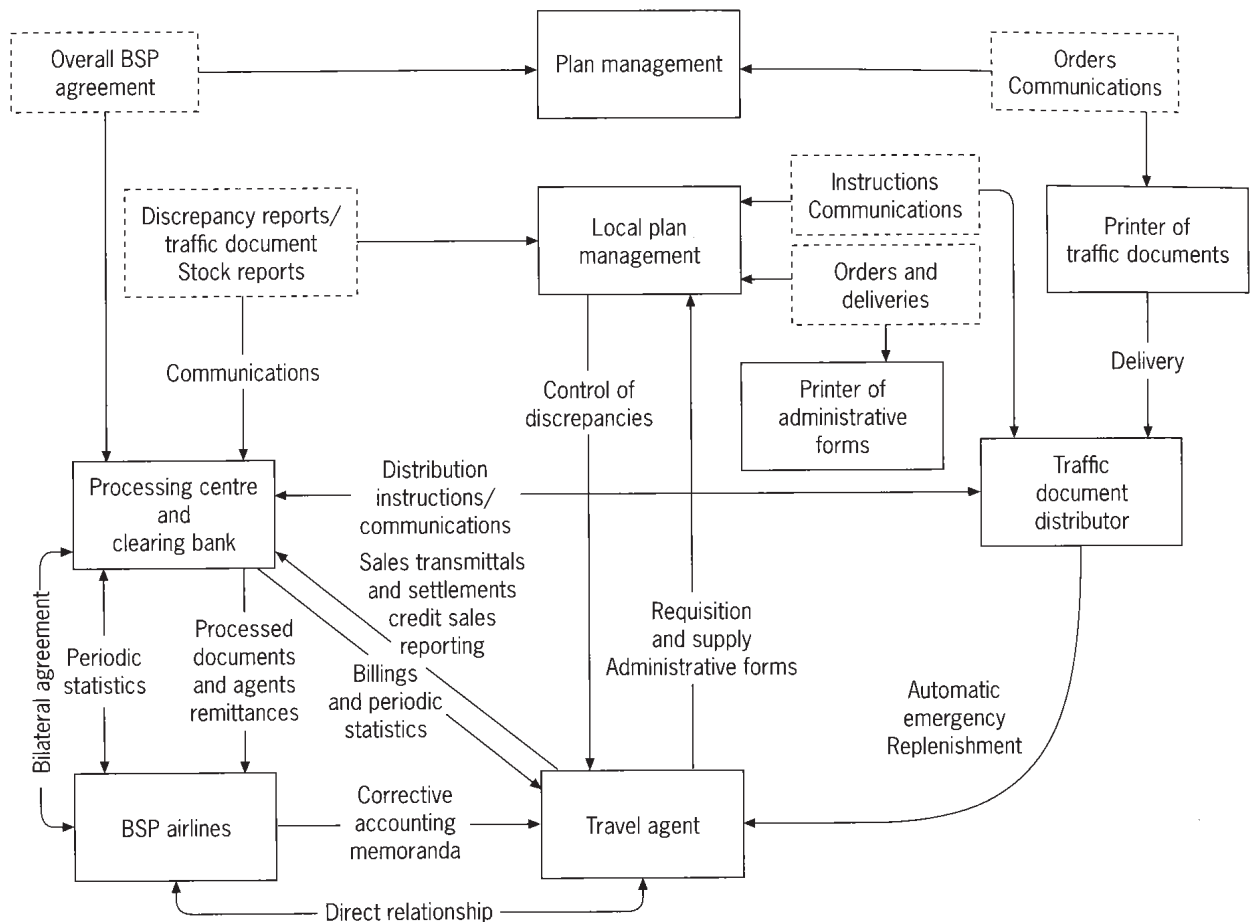 Overall BSP
agreement
Plan management
Orders
Communications
Discrepancy reports/
traffic document
Stock reports
Local plan
management
Instructions
Communications
Orders and
deliveries
Printer of
traffic documents
Communications
Control of
discrepancies
Printer of
administrative
forms
Delivery
Processing centre
and
clearing bank
Distribution
instructions/
communications
Traffic
document
distributor
Sales transmittals
and settlements
credit sales
reporting
Requisition
and supply
Administrative forms
Bilateral agreement
Periodic
statistics
Processed
documents
and agents
remittances
Billings
and periodic
statistics
Automatic
emergency
Replenishment
BSP airlines
Corrective
accounting
memoranda
Travel agent
Direct relationship